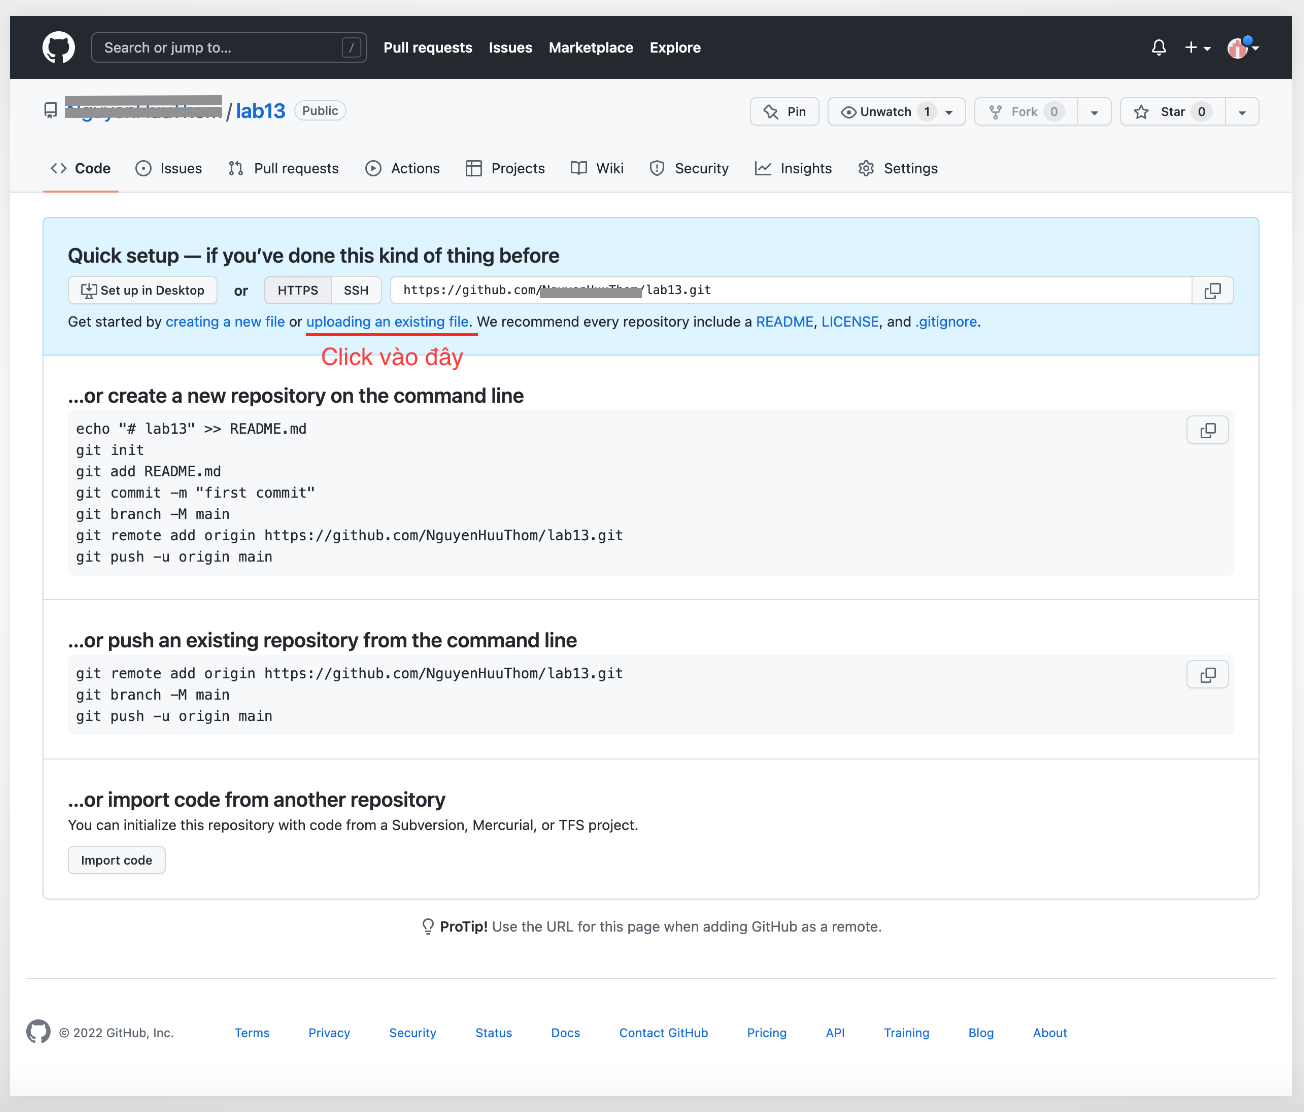 Search or jump to... /
Pull requests Issues Marketplace Explore
/ lab13 Public
Pin Unwatch 1 Fork 0 Star 0
Code Issues Pull requests Actions Projects Wiki Security Insights Settings
Quick setup — if you've done this kind of thing before
Set up in Desktop or HTTPS SSH https://github.com/NguyenHuuThom/lab13.git
Get started by creating a new file or uploading an existing file. We recommend every repository include a README, LICENSE, and .gitignore.
Click vào đây
...or create a new repository on the command line
echo "# lab13" >> README.md
git init
git add README.md
git commit -m "first commit"
git branch -M main
git remote add origin https://github.com/NguyenHuuThom/lab13.git
git push -u origin main
...or push an existing repository from the command line
git remote add origin https://github.com/NguyenHuuThom/lab13.git
git branch -M main
git push -u origin main
...or import code from another repository
You can initialize this repository with code from a Subversion, Mercurial, or TFS project.
Import code
ProTip! Use the URL for this page when adding GitHub as a remote.
© 2022 GitHub, Inc. Terms Privacy Security Status Docs Contact GitHub Pricing API Training Blog About